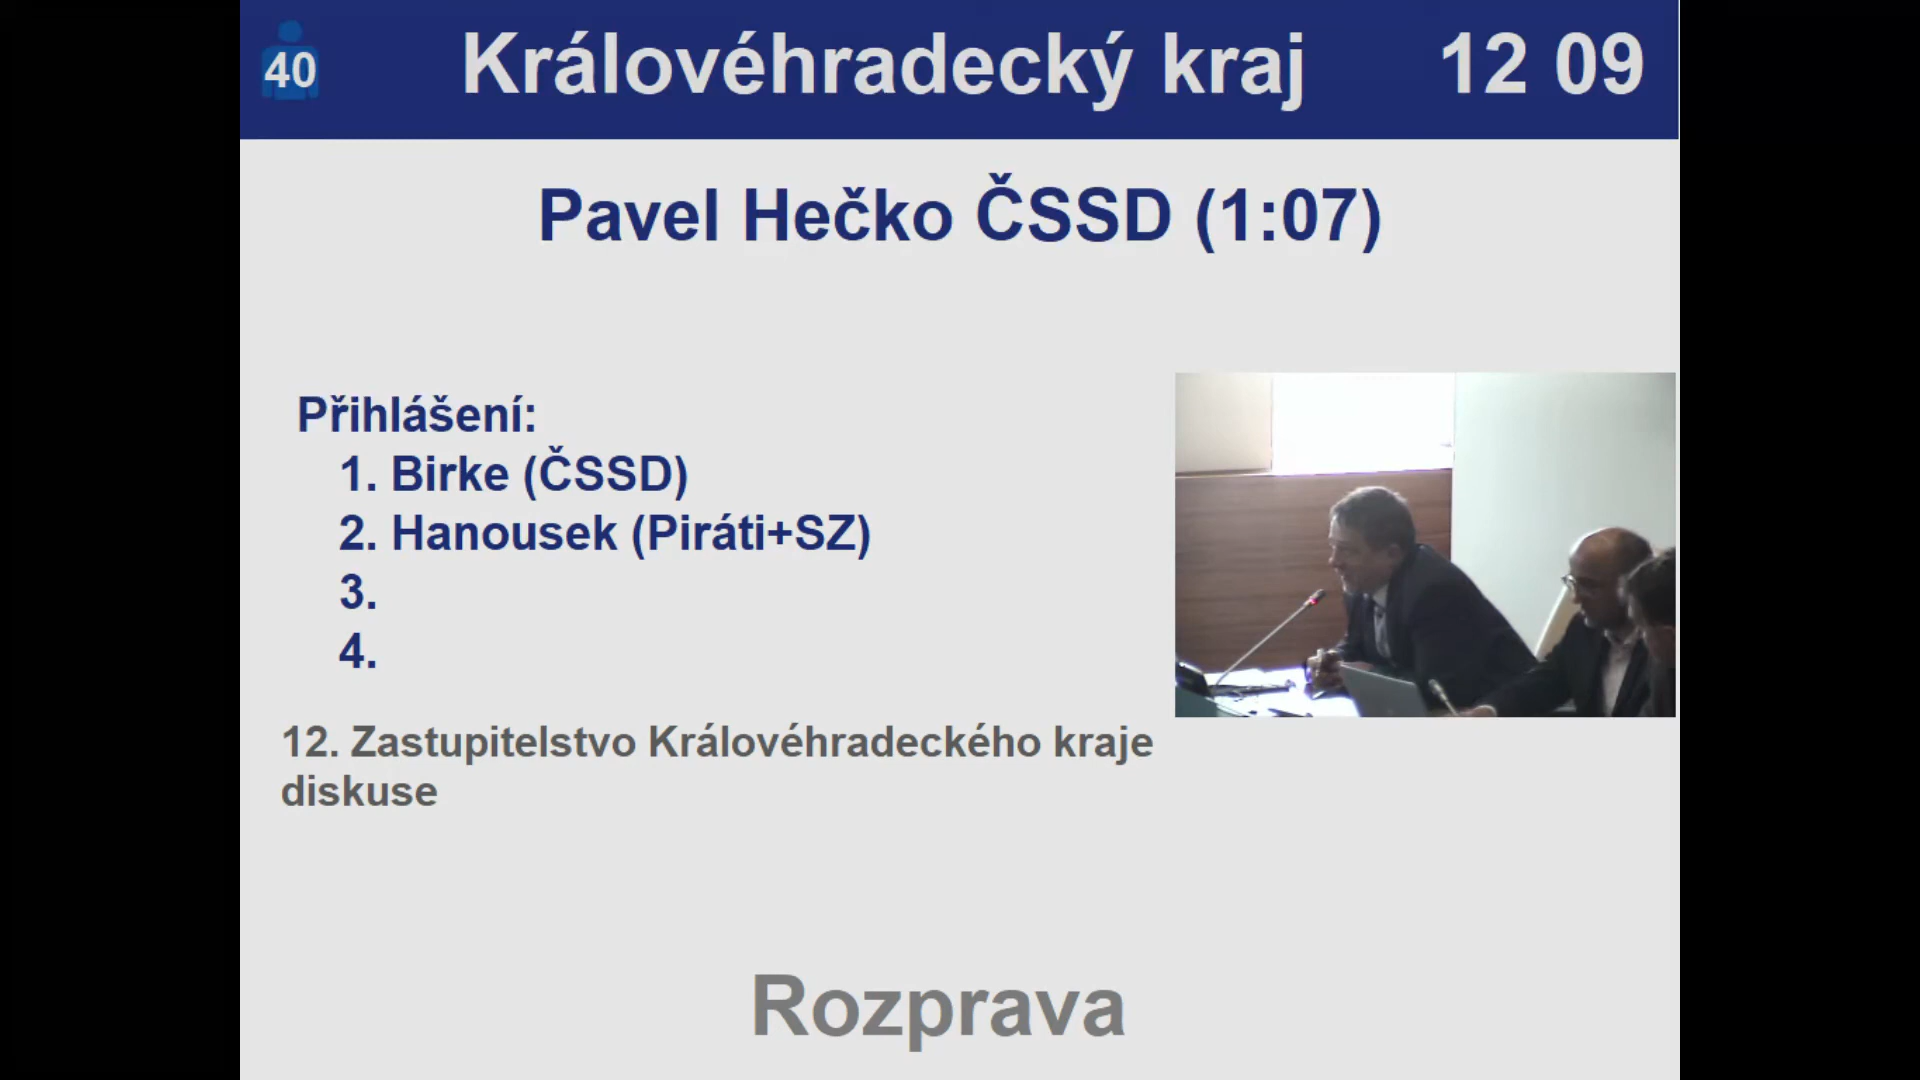 40
Královéhradecký kraj
12 09
Pavel Hečko ČSSD (1:07)
Přihlášení:
1. Birke (ČSSD)
2. Hanousek (Piráti+SZ)
3.
4.
12. Zastupitelstvo Královéhradeckého kraje
diskuse
Rozprava